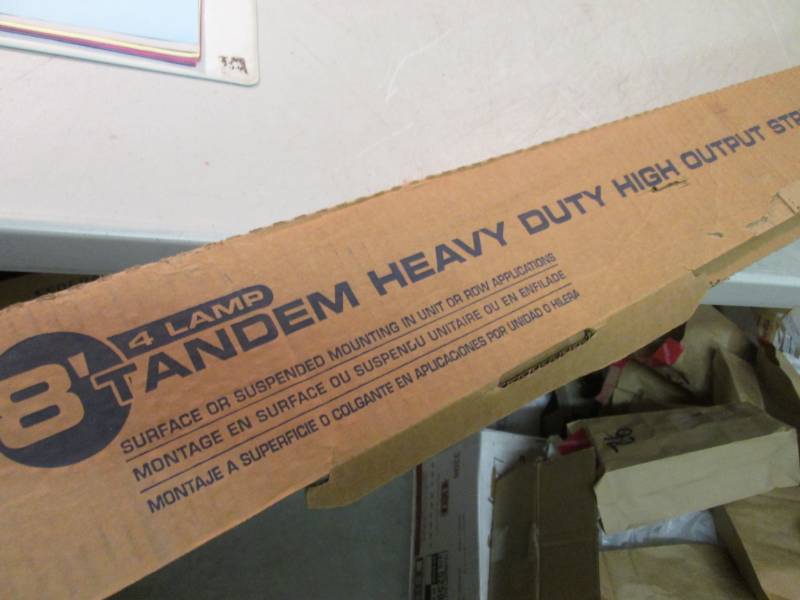 4 LAMP
8' TANDEM HEAVY DUTY HIGH OUTPUT STR
SURFACE OR SUSPENDED MOUNTING IN UNIT OR ROW APPLICATIONS
MONTAGE EN SURFACE OU SUSPENDU UNITAIRE OU EN ENFILADE
MONTAJE A SUPERFICIE O COLGANTE EN APLICACIONES POR UNIDAD O HILERA